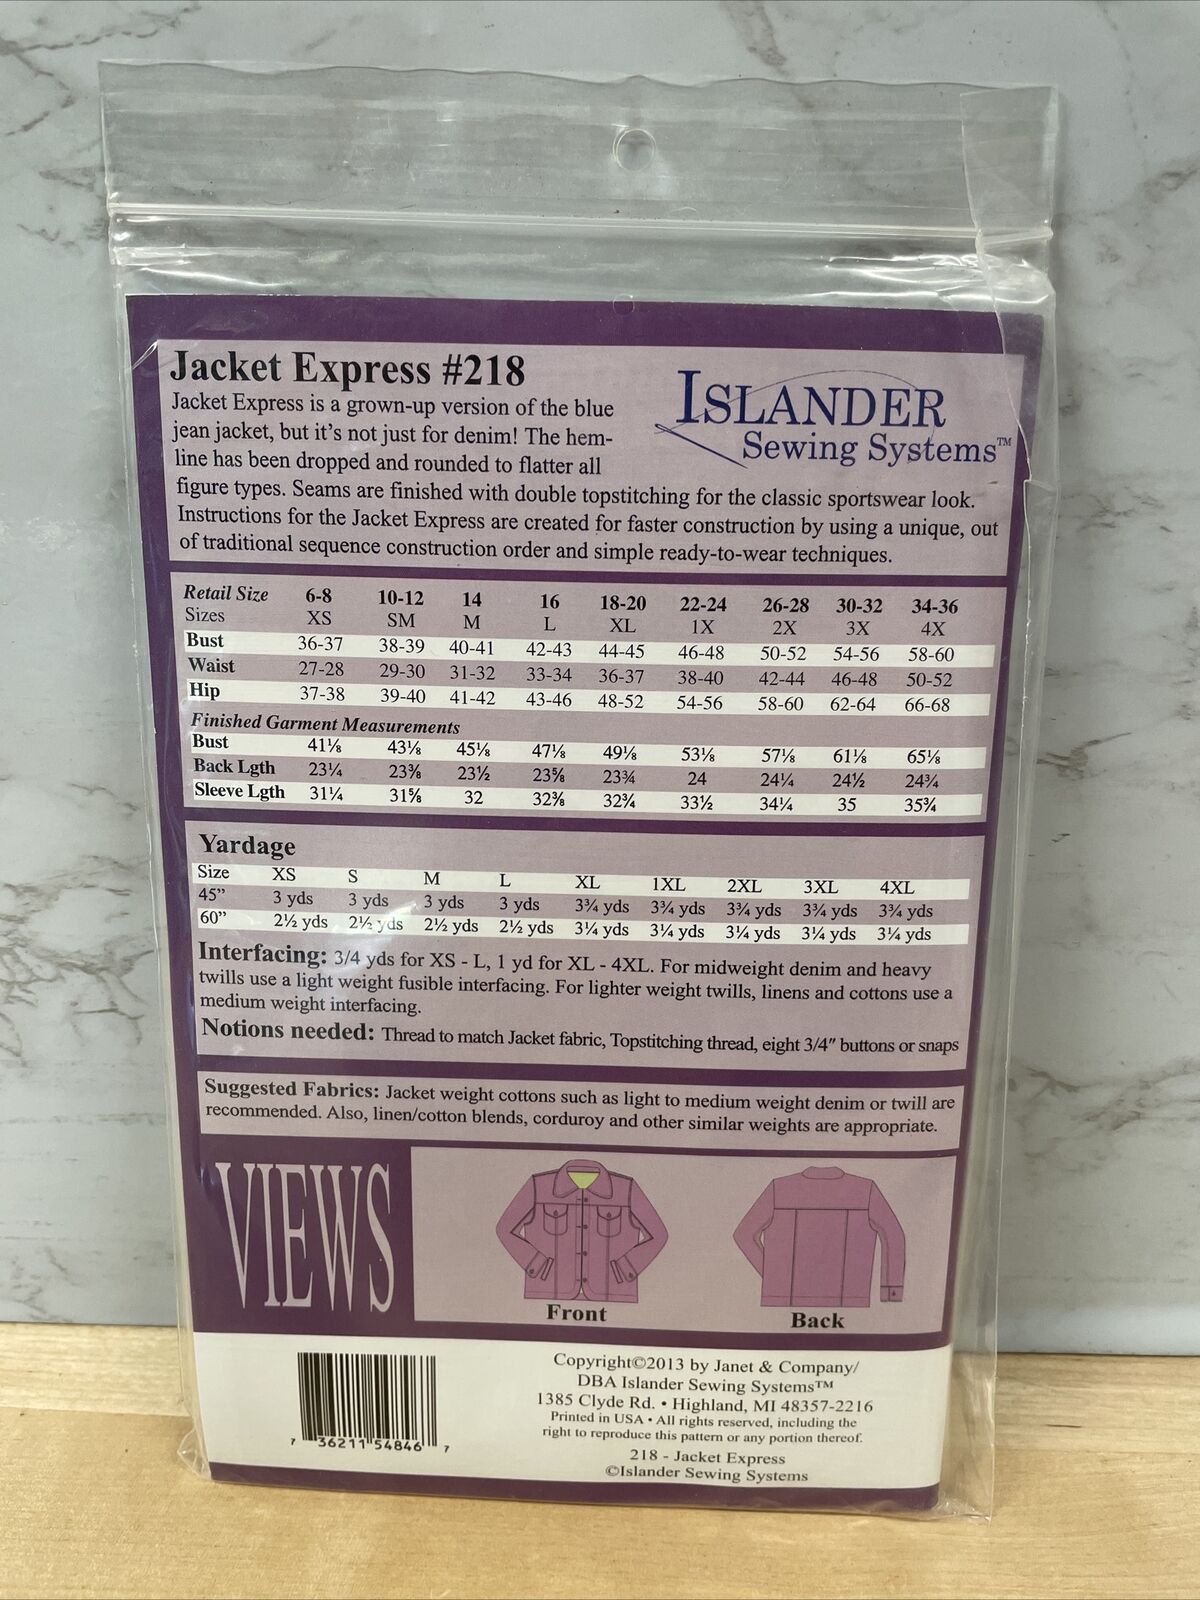 Jacket Express #218
ISLANDER
Sewing Systems™
Jacket Express is a grown-up version of the blue
jean jacket, but it's not just for denim! The hem-
line has been dropped and rounded to flatter all
figure types. Seams are finished with double topstitching for the classic sportswear look.
Instructions for the Jacket Express are created for faster construction by using a unique, out
of traditional sequence construction order and simple ready-to-wear techniques.
Retail Size 6-8 10-12 14 16 18-20 22-24 26-28 30-32 34-36
Sizes XS SM M L XL 1X 2X 3X 4X
Bust 36-37 38-39 40-41 42-43 44-45 46-48 50-52 54-56 58-60
Waist 27-28 29-30 31-32 33-34 36-37 38-40 42-44 46-48 50-52
Hip 37-38 39-40 41-42 43-46 48-52 54-56 58-60 62-64 66-68
Finished Garment Measurements
Bust 41⅛ 43⅛ 45⅛ 47⅛ 49⅛ 53⅛ 57⅛ 61⅛ 65⅛
Back Lgth 23¼ 23⅜ 23½ 23⅝ 23¾ 24 24¼ 24½ 24¾
Sleeve Lgth 31¼ 31⅝ 32 32⅜ 32¾ 33½ 34¼ 35 35¾
Yardage
Size XS S M L XL 1XL 2XL 3XL 4XL
45" 3 yds 3 yds 3 yds 3 yds 3¾ yds 3¾ yds 3¾ yds 3¾ yds 3¾ yds
60" 2½ yds 2½ yds 2½ yds 2½ yds 3¼ yds 3¼ yds 3¼ yds 3¼ yds 3¼ yds
Interfacing: 3/4 yds for XS - L, 1 yd for XL - 4XL. For midweight denim and heavy
twills use a light weight fusible interfacing. For lighter weight twills, linens and cottons use a
medium weight interfacing.
Notions needed: Thread to match Jacket fabric, Topstitching thread, eight 3/4" buttons or snaps
Suggested Fabrics: Jacket weight cottons such as light to medium weight denim or twill are
recommended. Also, linen/cotton blends, corduroy and other similar weights are appropriate.
VIEWS
Front
Back
7 36211 54846 7
Copyright©2013 by Janet & Company/
DBA Islander Sewing Systems™
1385 Clyde Rd. • Highland, MI 48357-2216
Printed in USA • All rights reserved, including the
right to reproduce this pattern or any portion thereof.
218 - Jacket Express
©Islander Sewing Systems